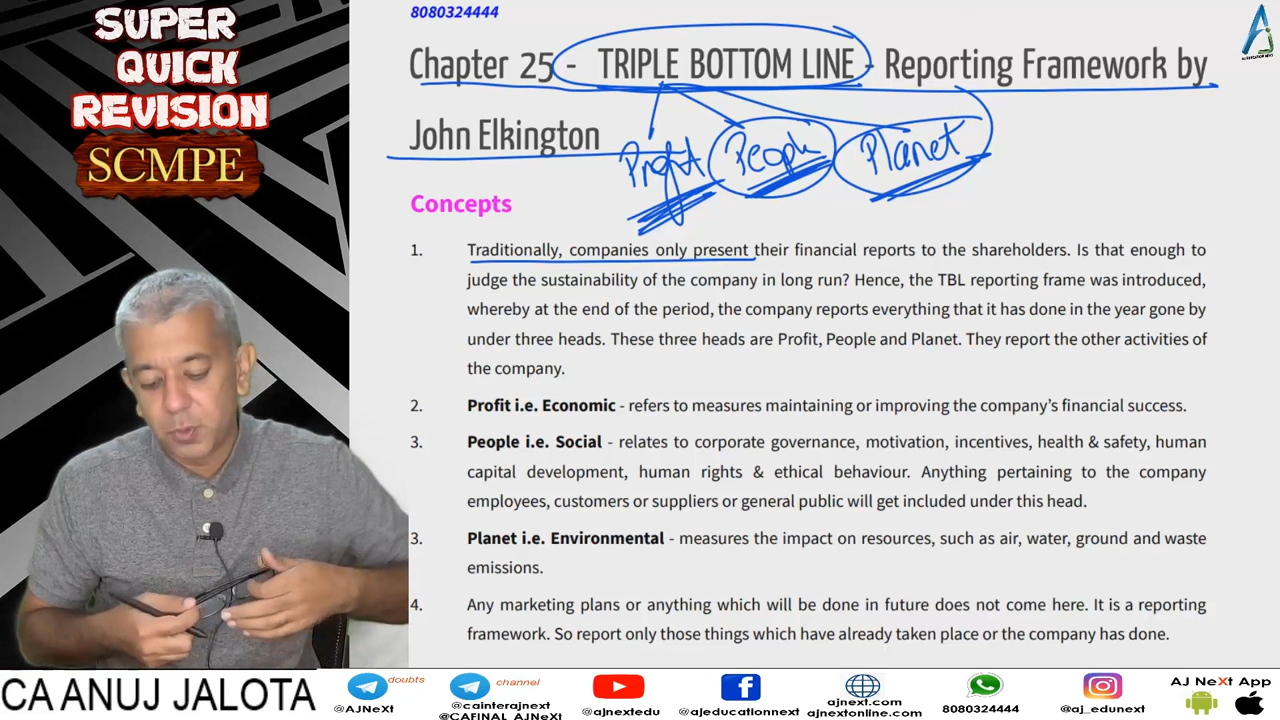 SUPER
QUICK
REVISION
SCMPE
8080324444
Chapter 25 - TRIPLE BOTTOM LINE - Reporting Framework by
John Elkington
Profit People Planet
Concepts
1. Traditionally, companies only present their financial reports to the shareholders. Is that enough to
judge the sustainability of the company in long run? Hence, the TBL reporting frame was introduced,
whereby at the end of the period, the company reports everything that it has done in the year gone by
under three heads. These three heads are Profit, People and Planet. They report the other activities of
the company.
2. Profit i.e. Economic - refers to measures maintaining or improving the company's financial success.
3. People i.e. Social - relates to corporate governance, motivation, incentives, health & safety, human
capital development, human rights & ethical behaviour. Anything pertaining to the company
employees, customers or suppliers or general public will get included under this head.
3. Planet i.e. Environmental - measures the impact on resources, such as air, water, ground and waste
emissions.
4. Any marketing plans or anything which will be done in future does not come here. It is a reporting
framework. So report only those things which have already taken place or the company has done.
CA ANUJ JALOTA
doubts
@AJNeXt
channel
@cainterajnext
@CAFINAL_AJNeXt
@ajnextedu
@ajeducationnext
ajnext.com
ajnextonline.com
8080324444
@aj_edunext
AJ NeXt App